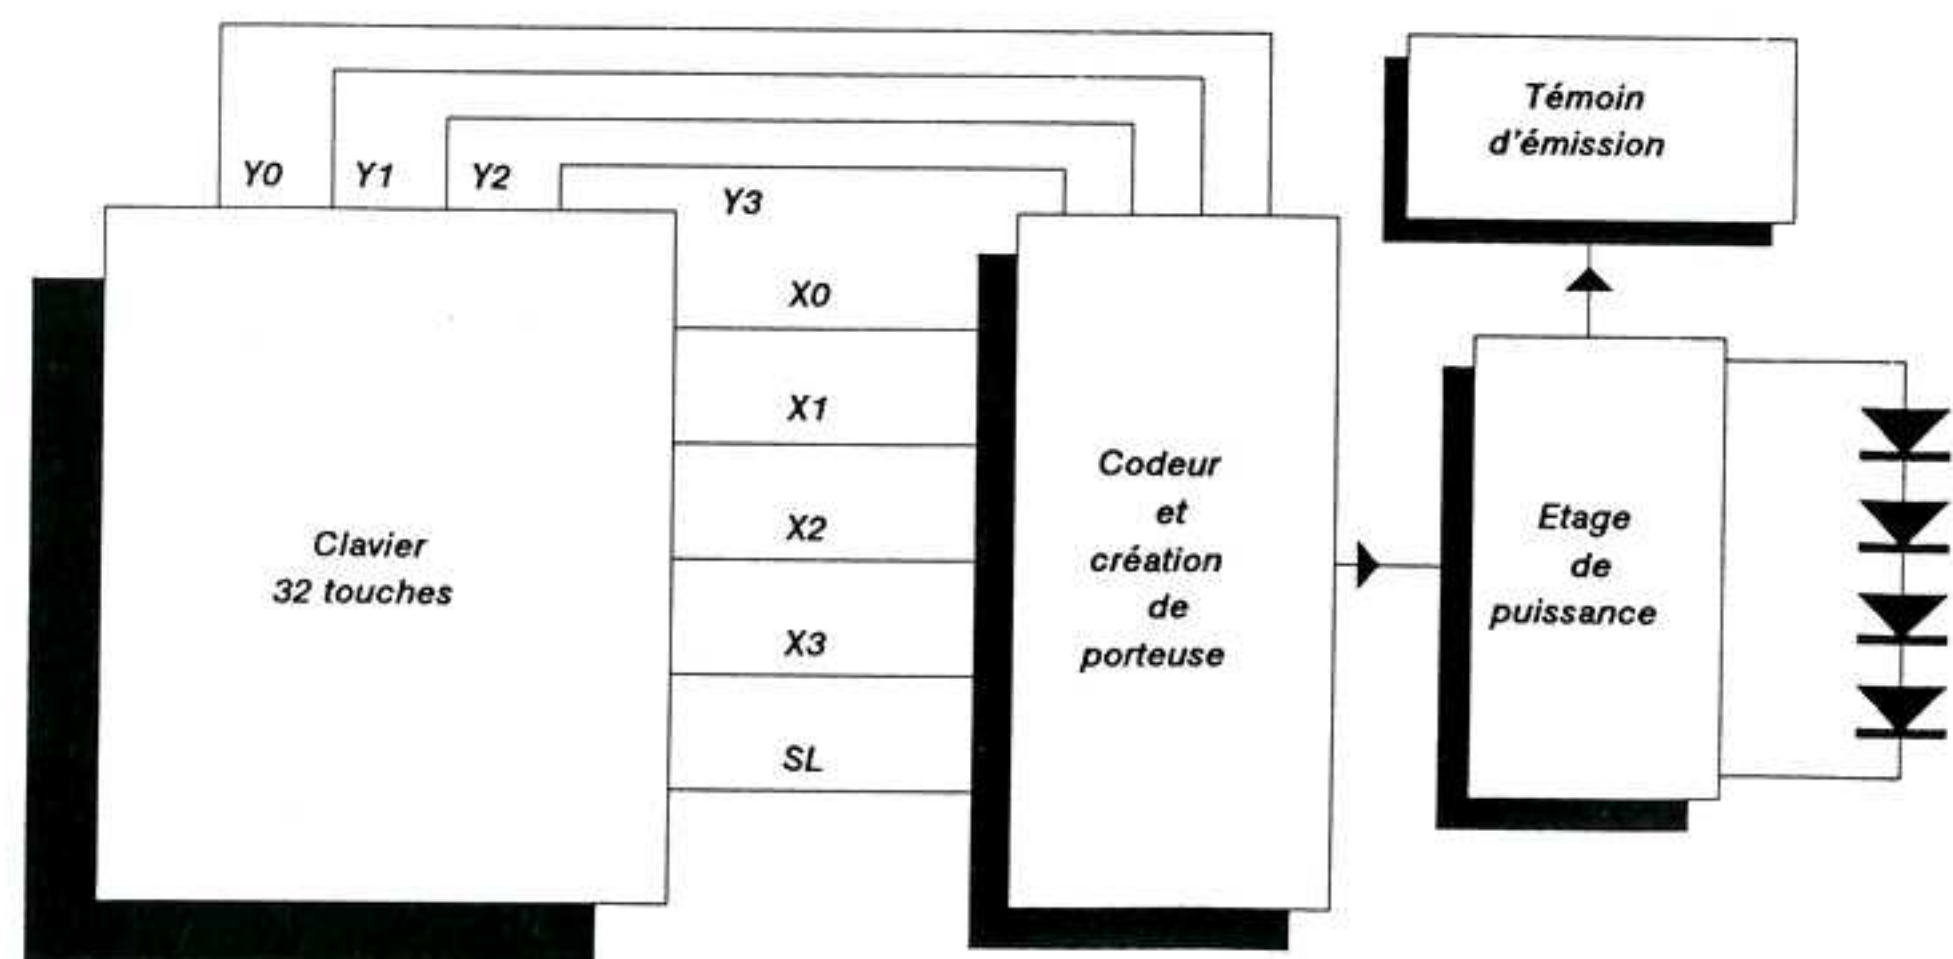 Y0
Y1
Y2
Y3
Témoin
d'émission
X0
X1
X2
X3
SL
Clavier
32 touches
Codeur
et
création
de
porteuse
Etage
de
puissance